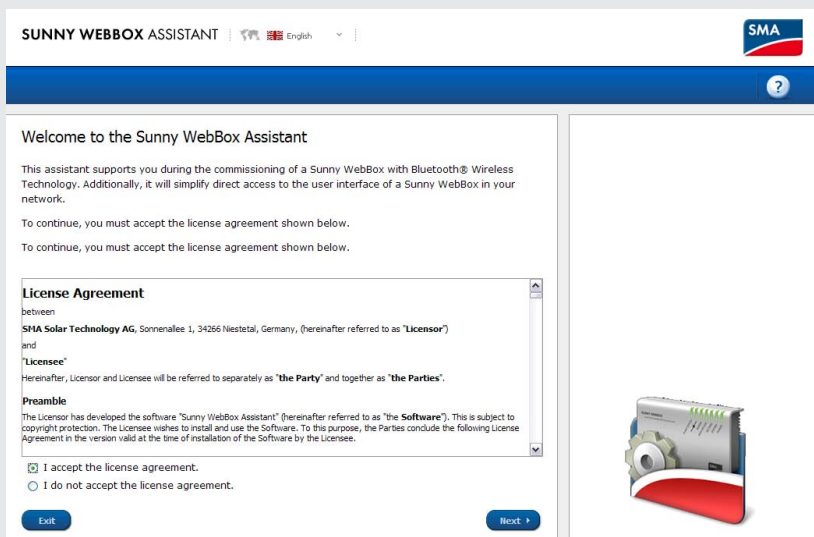 SUNNY WEBBOX ASSISTANT
English
SMA
?
Welcome to the Sunny WebBox Assistant
This assistant supports you during the commissioning of a Sunny WebBox with Bluetooth® Wireless
Technology. Additionally, it will simplify direct access to the user interface of a Sunny WebBox in your
network.
To continue, you must accept the license agreement shown below.
To continue, you must accept the license agreement shown below.
License Agreement
between
SMA Solar Technology AG, Sonnenallee 1, 34266 Niestetal, Germany, (hereinafter referred to as "Licensor")
and
"Licensee"
Hereinafter, Licensor and Licensee will be referred to separately as "the Party" and together as "the Parties".
Preamble
The Licensor has developed the software "Sunny WebBox Assistant" (hereinafter referred to as "the Software"). This is subject to
copyright protection. The Licensee wishes to install and use the Software. To this purpose, the Parties conclude the following License
Agreement in the version valid at the time of installation of the Software by the Licensee.
I accept the license agreement.
I do not accept the license agreement.
Exit
Next